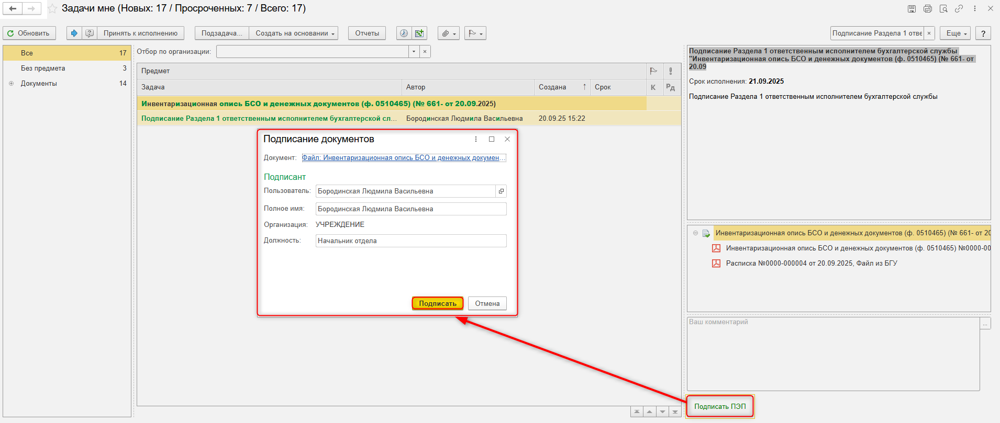 Задачи мне (Новых: 17 / Просроченных: 7 / Всего: 17)
Обновить
Принять к исполнению
Подзадача...
Создать на основании
Отчеты
Подписание Раздела 1 отве
×
Еще
?
Все 17
Без предмета 3
Документы 14
Отбор по организации:
Предмет
Задача Автор Создана ↑ Срок К Рд
Инвентаризационная опись БСО и денежных документов (ф. 0510465) (№ 661- от 20.09.2025)
Подписание Раздела 1 ответственным исполнителем бухгалтерской сл... Бородинская Людмила Васильевна 20.09.25 15:22
Подписание документов
Документ: Файл: Инвентаризационная опись БСО и денежных докумен...
Подписант
Пользователь: Бородинская Людмила Васильевна
Полное имя: Бородинская Людмила Васильевна
Организация: УЧРЕЖДЕНИЕ
Должность: Начальник отдела
Подписать Отмена
Подписание Раздела 1 ответственным исполнителем бухгалтерской службы
"Инвентаризационная опись БСО и денежных документов (ф. 0510465) (№ 661- от
20.09
Срок исполнения: 21.09.2025
Подписание Раздела 1 ответственным исполнителем бухгалтерской службы
Инвентаризационная опись БСО и денежных документов (ф. 0510465) (№ 661- от 20
Инвентаризационная опись БСО и денежных документов (ф. 0510465) №0000-00
Расписка №0000-000004 от 20.09.2025, Файл из БГУ
Ваш комментарий
...
Подписать ПЭП